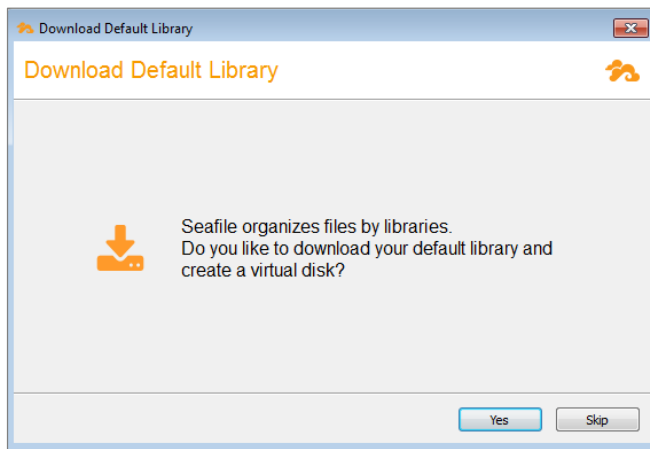 Download Default Library
Download Default Library
Seafile organizes files by libraries.
Do you like to download your default library and
create a virtual disk?
Yes
Skip